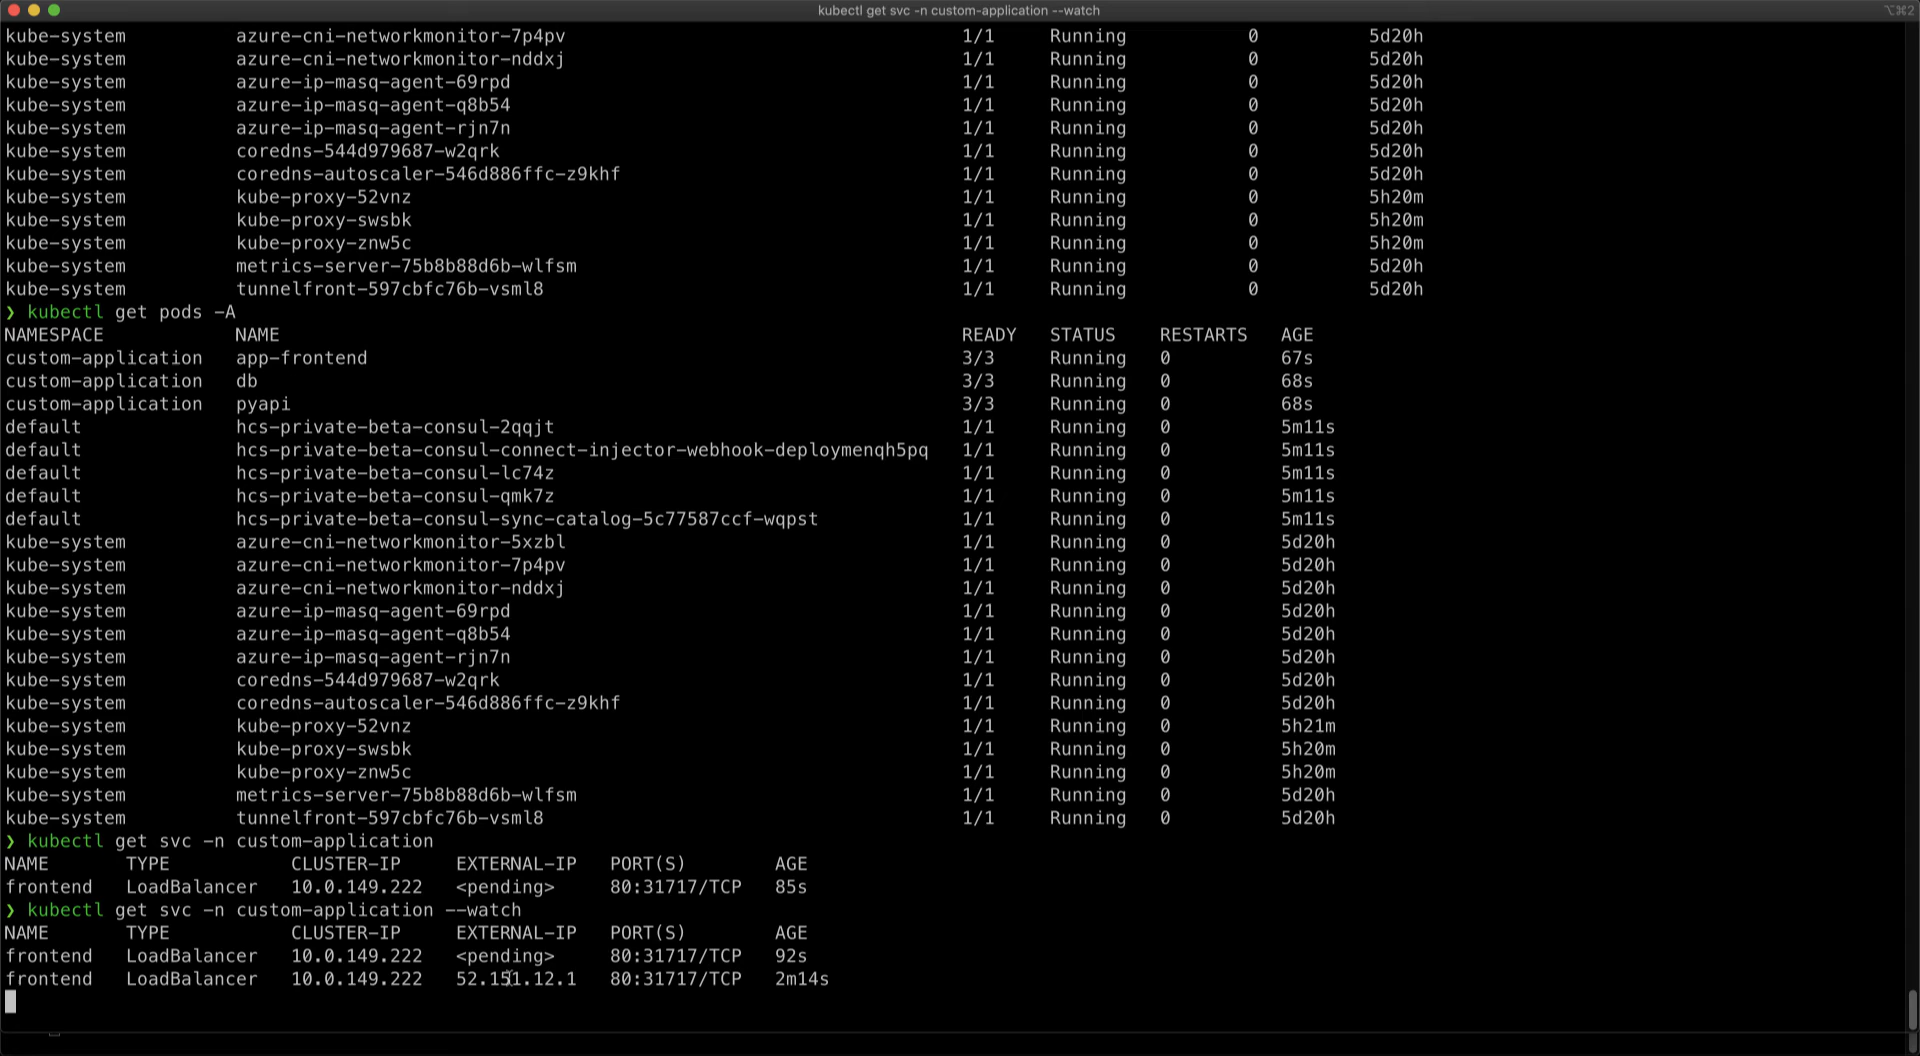 kubectl get svc -n custom-application --watch ⌥⌘2
kube-system azure-cni-networkmonitor-7p4pv 1/1 Running 0 5d20h
kube-system azure-cni-networkmonitor-nddxj 1/1 Running 0 5d20h
kube-system azure-ip-masq-agent-69rpd 1/1 Running 0 5d20h
kube-system azure-ip-masq-agent-q8b54 1/1 Running 0 5d20h
kube-system azure-ip-masq-agent-rjn7n 1/1 Running 0 5d20h
kube-system coredns-544d979687-w2qrk 1/1 Running 0 5d20h
kube-system coredns-autoscaler-546d886ffc-z9khf 1/1 Running 0 5d20h
kube-system kube-proxy-52vnz 1/1 Running 0 5h20m
kube-system kube-proxy-swsbk 1/1 Running 0 5h20m
kube-system kube-proxy-znw5c 1/1 Running 0 5h20m
kube-system metrics-server-75b8b88d6b-wlfsm 1/1 Running 0 5d20h
kube-system tunnelfront-597cbfc76b-vsml8 1/1 Running 0 5d20h
❯ kubectl get pods -A
NAMESPACE NAME READY STATUS RESTARTS AGE
custom-application app-frontend 3/3 Running 0 67s
custom-application db 3/3 Running 0 68s
custom-application pyapi 3/3 Running 0 68s
default hcs-private-beta-consul-2qqjt 1/1 Running 0 5m11s
default hcs-private-beta-consul-connect-injector-webhook-deploymenqh5pq 1/1 Running 0 5m11s
default hcs-private-beta-consul-lc74z 1/1 Running 0 5m11s
default hcs-private-beta-consul-qmk7z 1/1 Running 0 5m11s
default hcs-private-beta-consul-sync-catalog-5c77587ccf-wqpst 1/1 Running 0 5m11s
kube-system azure-cni-networkmonitor-5xzbl 1/1 Running 0 5d20h
kube-system azure-cni-networkmonitor-7p4pv 1/1 Running 0 5d20h
kube-system azure-cni-networkmonitor-nddxj 1/1 Running 0 5d20h
kube-system azure-ip-masq-agent-69rpd 1/1 Running 0 5d20h
kube-system azure-ip-masq-agent-q8b54 1/1 Running 0 5d20h
kube-system azure-ip-masq-agent-rjn7n 1/1 Running 0 5d20h
kube-system coredns-544d979687-w2qrk 1/1 Running 0 5d20h
kube-system coredns-autoscaler-546d886ffc-z9khf 1/1 Running 0 5d20h
kube-system kube-proxy-52vnz 1/1 Running 0 5h21m
kube-system kube-proxy-swsbk 1/1 Running 0 5h20m
kube-system kube-proxy-znw5c 1/1 Running 0 5h20m
kube-system metrics-server-75b8b88d6b-wlfsm 1/1 Running 0 5d20h
kube-system tunnelfront-597cbfc76b-vsml8 1/1 Running 0 5d20h
❯ kubectl get svc -n custom-application
NAME TYPE CLUSTER-IP EXTERNAL-IP PORT(S) AGE
frontend LoadBalancer 10.0.149.222 <pending> 80:31717/TCP 85s
❯ kubectl get svc -n custom-application --watch
NAME TYPE CLUSTER-IP EXTERNAL-IP PORT(S) AGE
frontend LoadBalancer 10.0.149.222 <pending> 80:31717/TCP 92s
frontend LoadBalancer 10.0.149.222 52.151.12.1 80:31717/TCP 2m14s